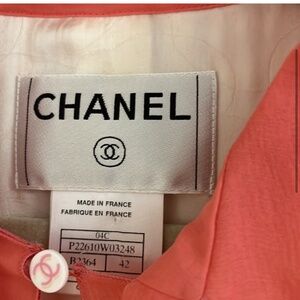 CHANEL
MADE IN FRANCE
FABRIQUE EN FRANCE
04C
P22610W03248
B2364 42